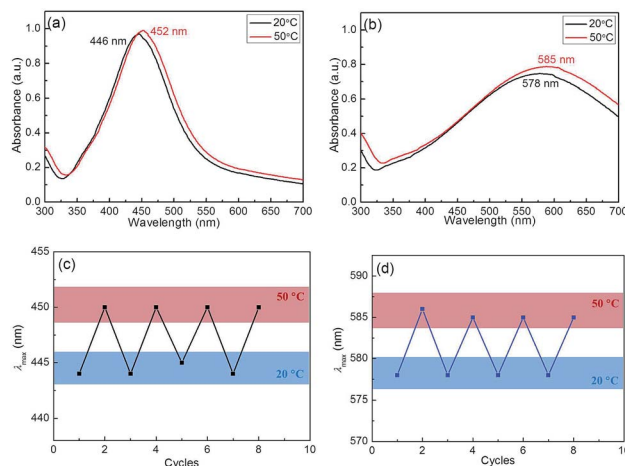 (a)
20°C
50°C
446 nm
452 nm
Absorbance (a.u.)
1.0
0.8
0.6
0.4
0.2
0.0
300 350 400 450 500 550 600 650 700
Wavelength (nm)
(b)
20°C
50°C
585 nm
578 nm
Absorbance (a.u.)
1.0
0.8
0.6
0.4
0.2
0.0
300 350 400 450 500 550 600 650 700
Wavelength (nm)
(c)
50 °C
20 °C
λmax (nm)
455
450
445
440
0 2 4 6 8 10
Cycles
(d)
50 °C
20 °C
λmax (nm)
590
585
580
575
570
0 2 4 6 8 10
Cycles